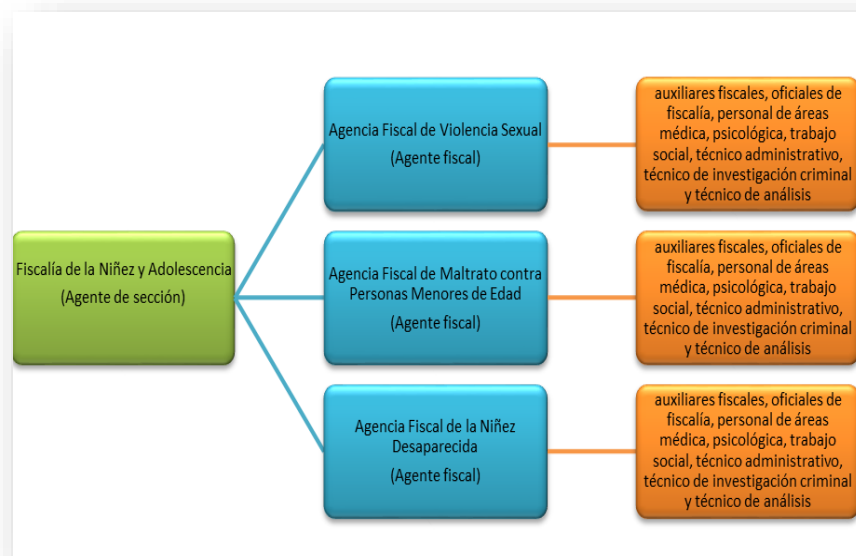 Fiscalía de la Niñez y Adolescencia
(Agente de sección)
Agencia Fiscal de Violencia Sexual
(Agente fiscal)
auxiliares fiscales, oficiales de
fiscalía, personal de áreas
médica, psicológica, trabajo
social, técnico administrativo,
técnico de investigación criminal
y técnico de análisis
Agencia Fiscal de Maltrato contra
Personas Menores de Edad
(Agente fiscal)
auxiliares fiscales, oficiales de
fiscalía, personal de áreas
médica, psicológica, trabajo
social, técnico administrativo,
técnico de investigación criminal
y técnico de análisis
Agencia Fiscal de la Niñez
Desaparecida
(Agente fiscal)
auxiliares fiscales, oficiales de
fiscalía, personal de áreas
médica, psicológica, trabajo
social, técnico administrativo,
técnico de investigación criminal
y técnico de análisis